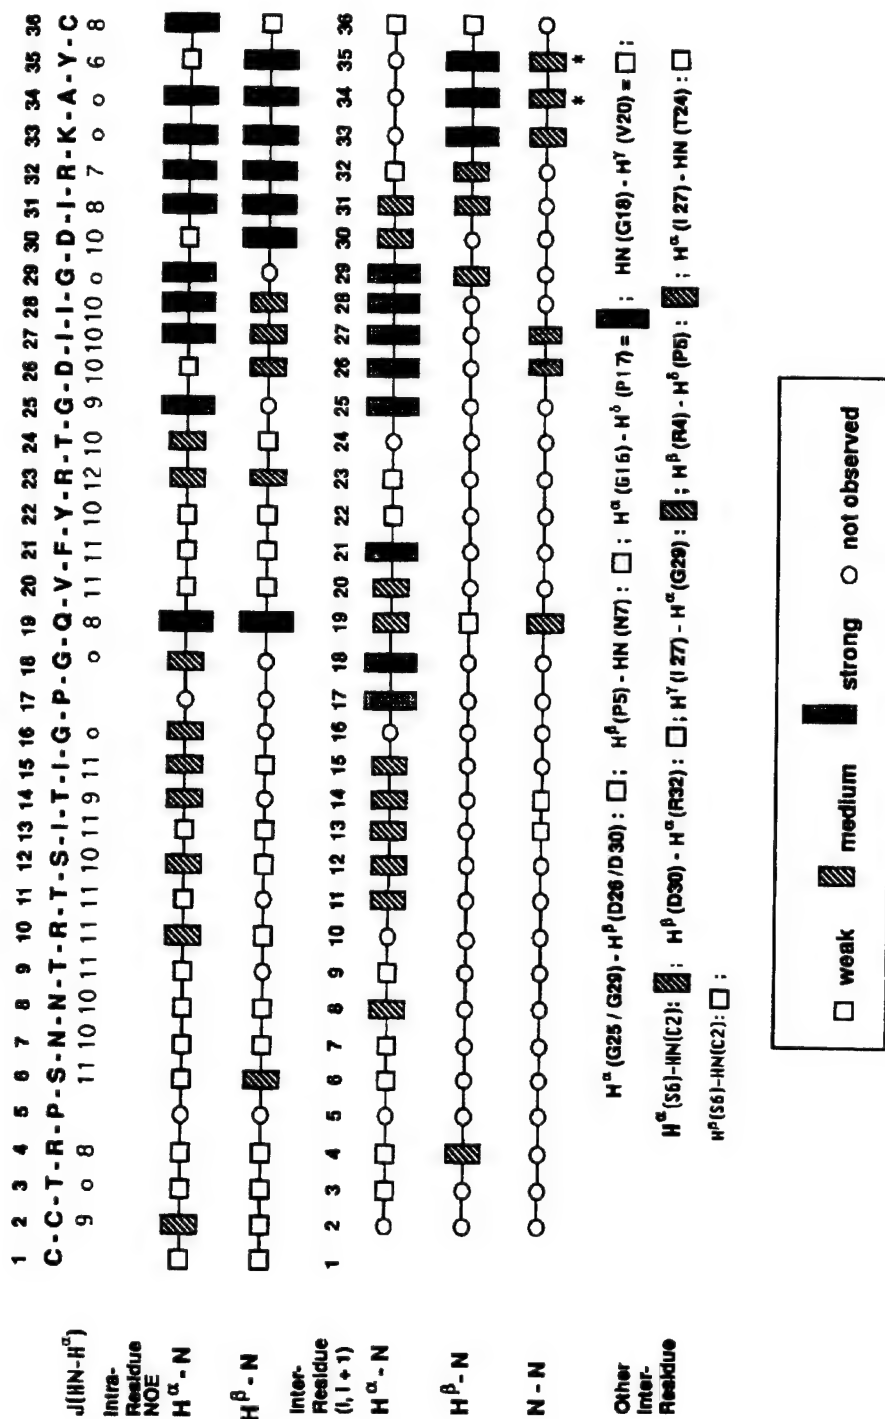 1 2 3 4 5 6 7 8 9 10 11 12 13 14 15 16 17 18 19 20 21 22 23 24 25 26 27 28 29 30 31 32 33 34 35 36
C-C-T-R-P-S-N-N-T-R-T-S-I-T-I-G-P-G-Q-V-F-Y-R-T-G-D-I-I-G-D-I-R-K-A-Y-C
J(HN-Hα) 9 o 8 11 10 10 11 11 11 10 11 9 11 o o 8 11 11 10 12 10 9 10 10 10 o 10 8 7 o o 6 8
Intra-
Residue
NOE
Hα-N
Hβ-N
Inter-
Residue
(i, i + 1)
1 2 3 4 5 6 7 8 9 10 11 12 13 14 15 16 17 18 19 20 21 22 23 24 25 26 27 28 29 30 31 32 33 34 35 36
Hα-N
Hβ-N
N - N
* *
Other
Inter-
Residue
Hα (G25 / G29) - Hβ (D26 / D30) : □ ; Hβ (P5) - HN (N7) : □ ; Hα (G16) - Hδ (P17) = ; HN (G18) - Hγ (V20) = □ ;
Hα (S6)-HN(C2): ; Hβ (D30) - Hα (R32) : □ ; Hγ (I 27) - Hα (G29) : ; Hβ (R4) - Hδ (P5) : ; Hα (I 27) - HN (T24) : □
Hβ(S6)-HN(C2): □ ;
□ weak medium strong ○ not observed